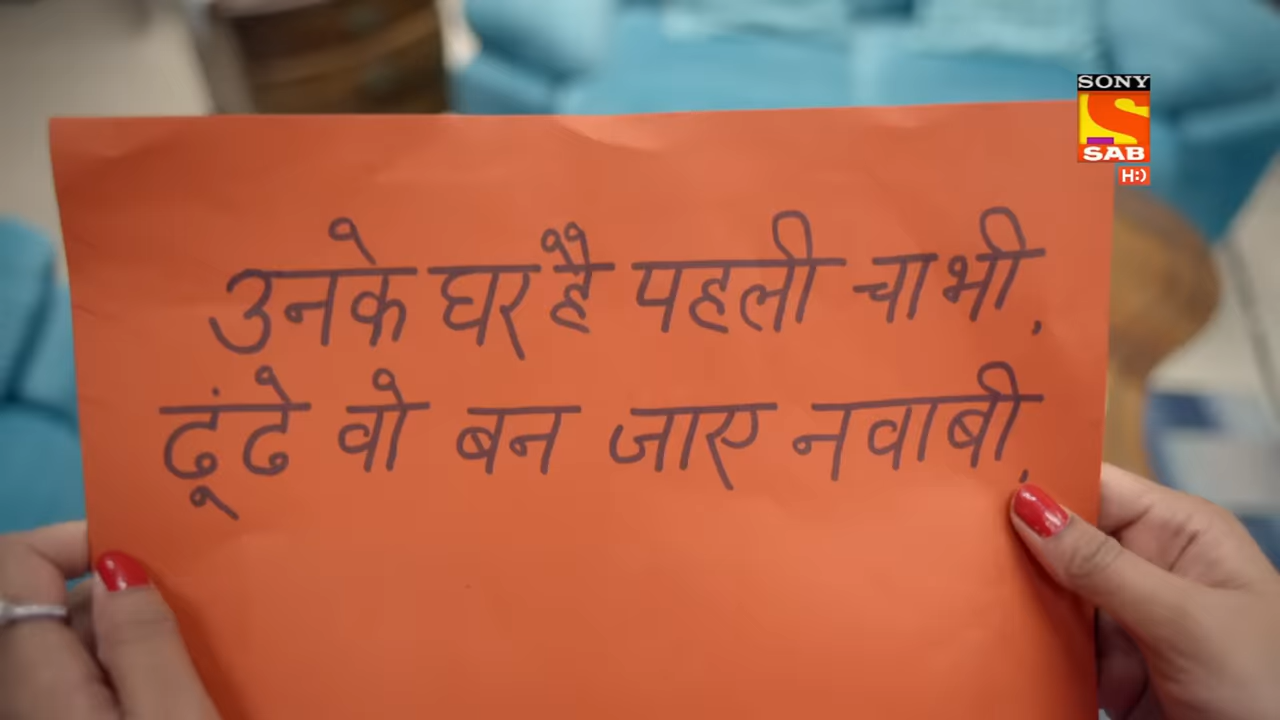 SONY
SAB
HD
उनके घर है पहली चाभी.
ढूंढे वो बन जाए नवाबी.